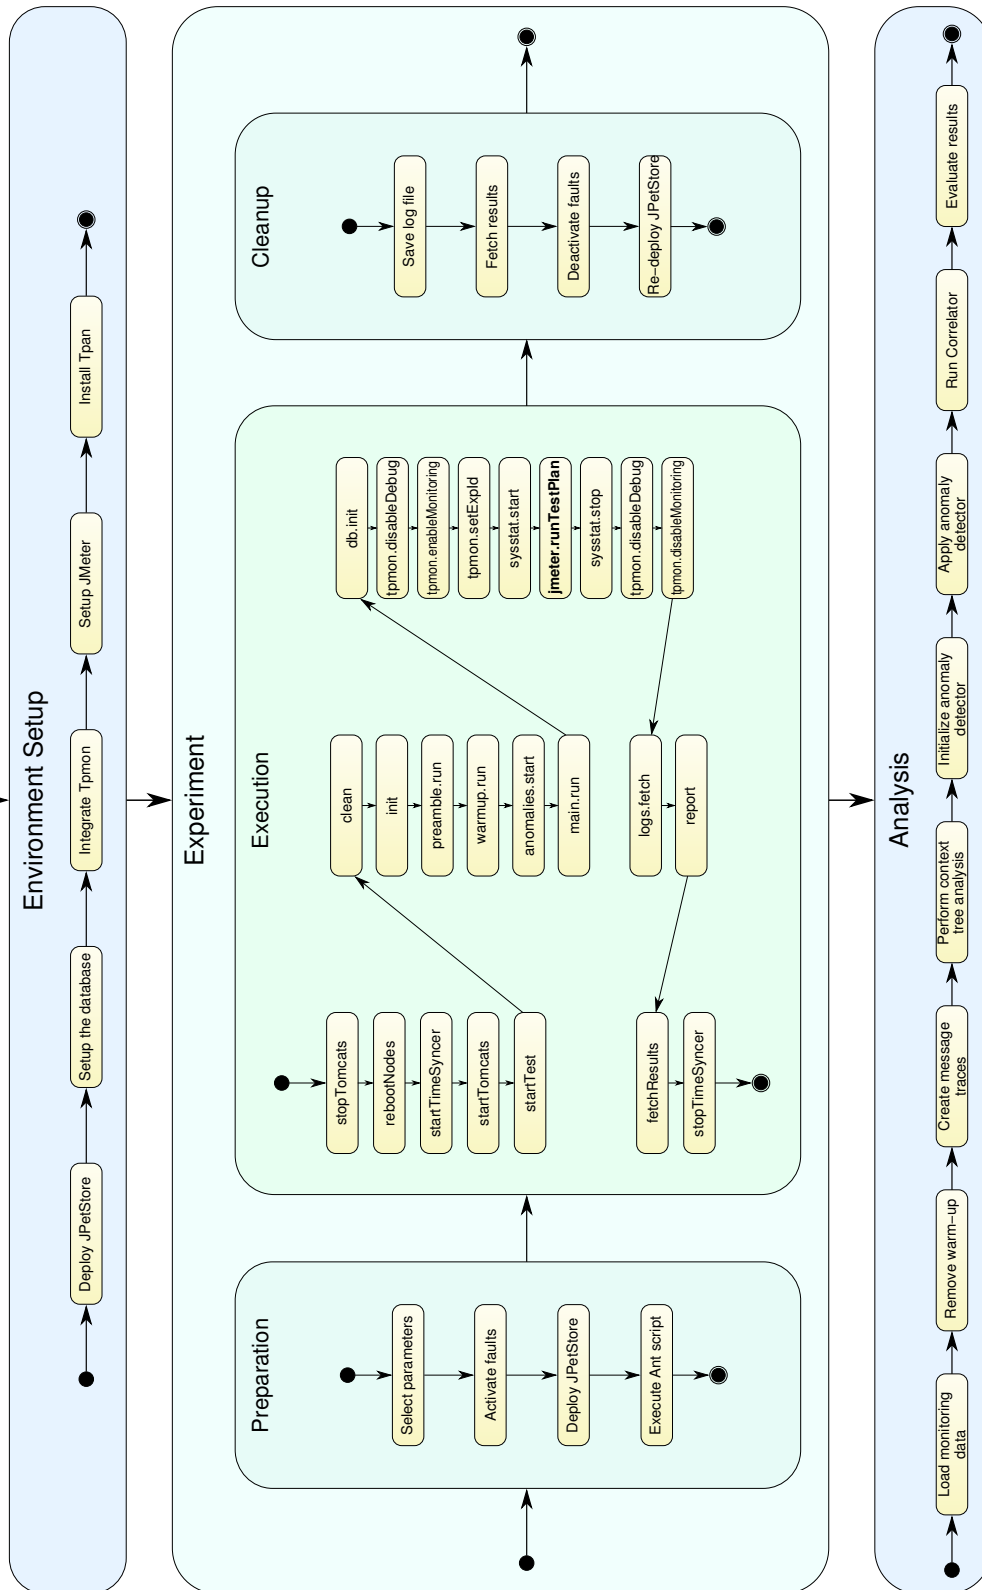 Environment Setup
Deploy JPetStore
Setup the database
Integrate Tpmon
Setup JMeter
Install Tpan
Experiment
Preparation
Select parameters
Activate faults
Deploy JPetStore
Execute Ant script
Execution
stopTomcats
rebootNodes
startTimeSyncer
startTomcats
startTest
clean
init
preamble.run
warmup.run
anomalies.start
main.run
db.init
tpmon.disableDebug
tpmon.enableMonitoring
tpmon.setExpId
sysstat.start
jmeter.runTestPlan
sysstat.stop
tpmon.disableDebug
tpmon.disableMonitoring
logs.fetch
report
fetchResults
stopTimeSyncer
Cleanup
Save log file
Fetch results
Deactivate faults
Re-deploy JPetStore
Analysis
Load monitoring
data
Remove warm-up
Create message
traces
Perform context
tree analysis
Initialize anomaly
detector
Apply anomaly
detector
Run Correlator
Evaluate results